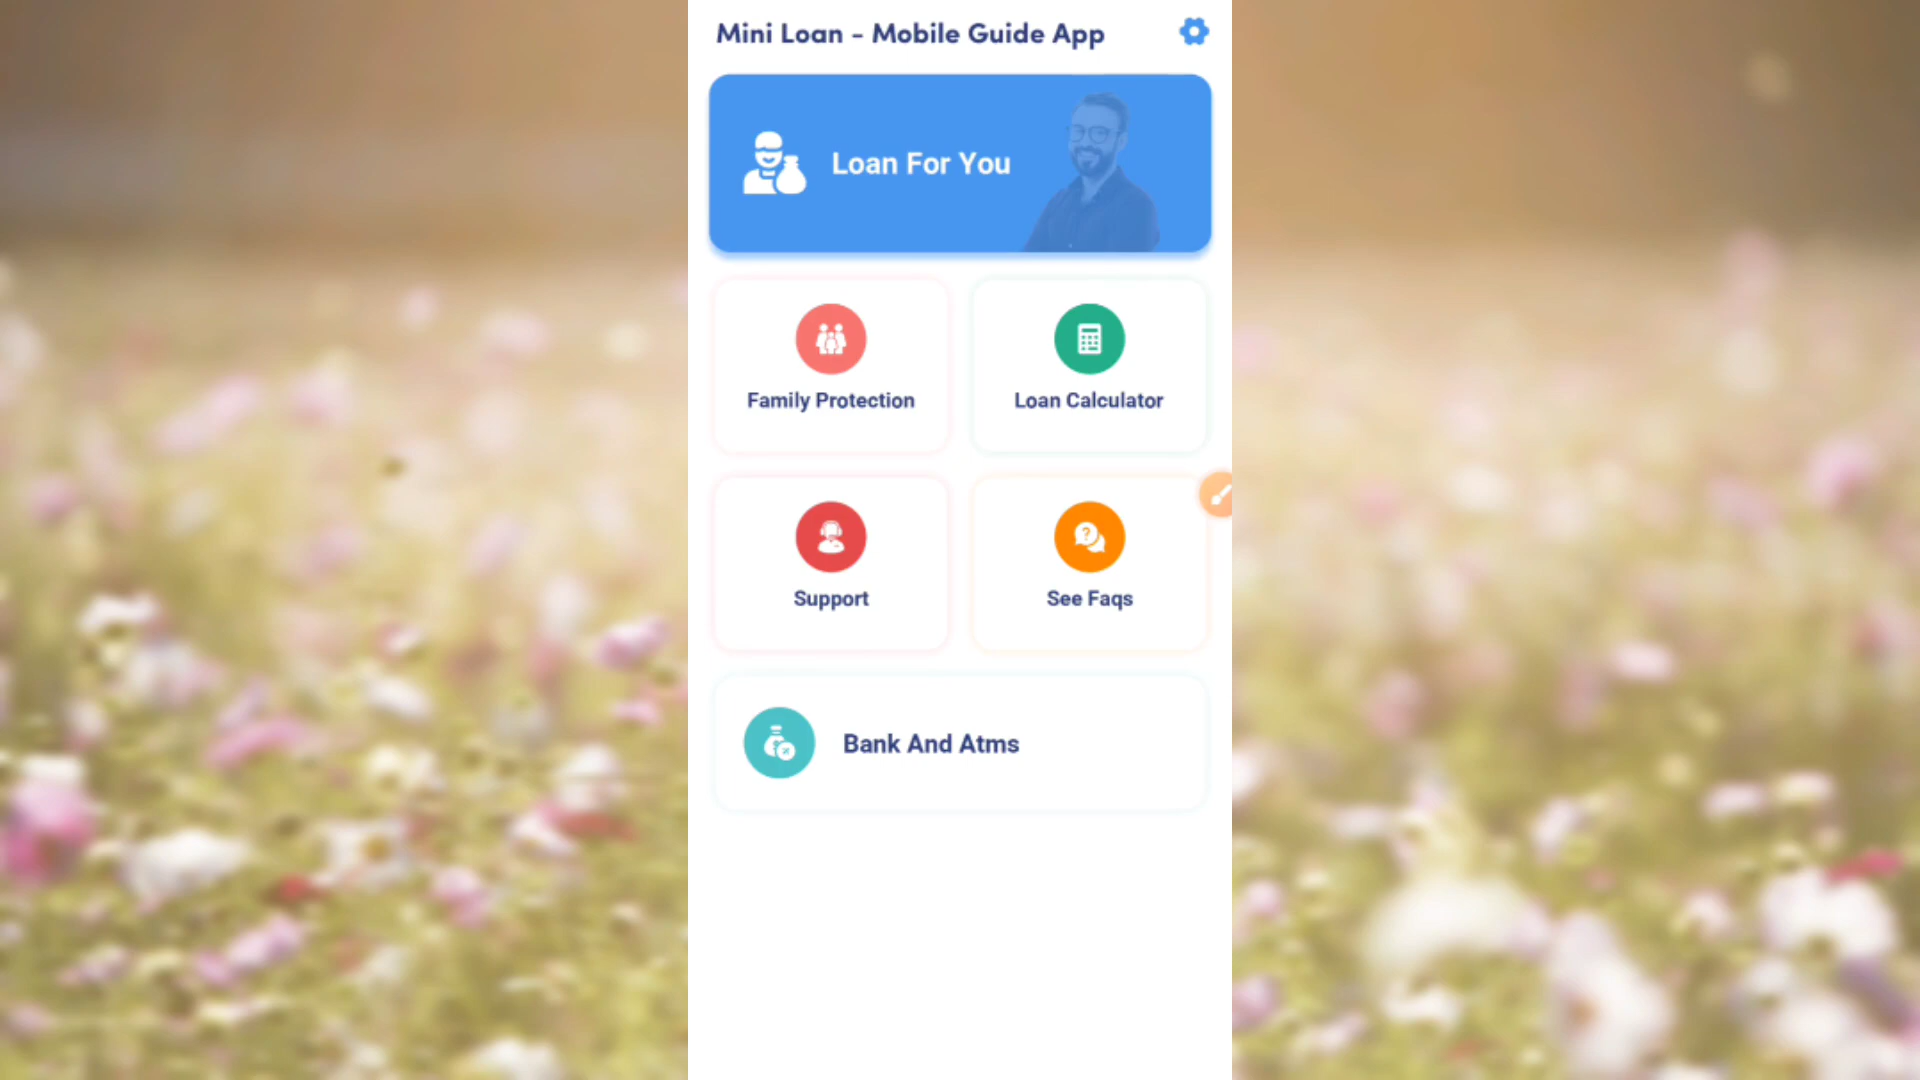 Mini Loan - Mobile Guide App
Loan For You
Family Protection
Loan Calculator
Support
See Faqs
Bank And Atms